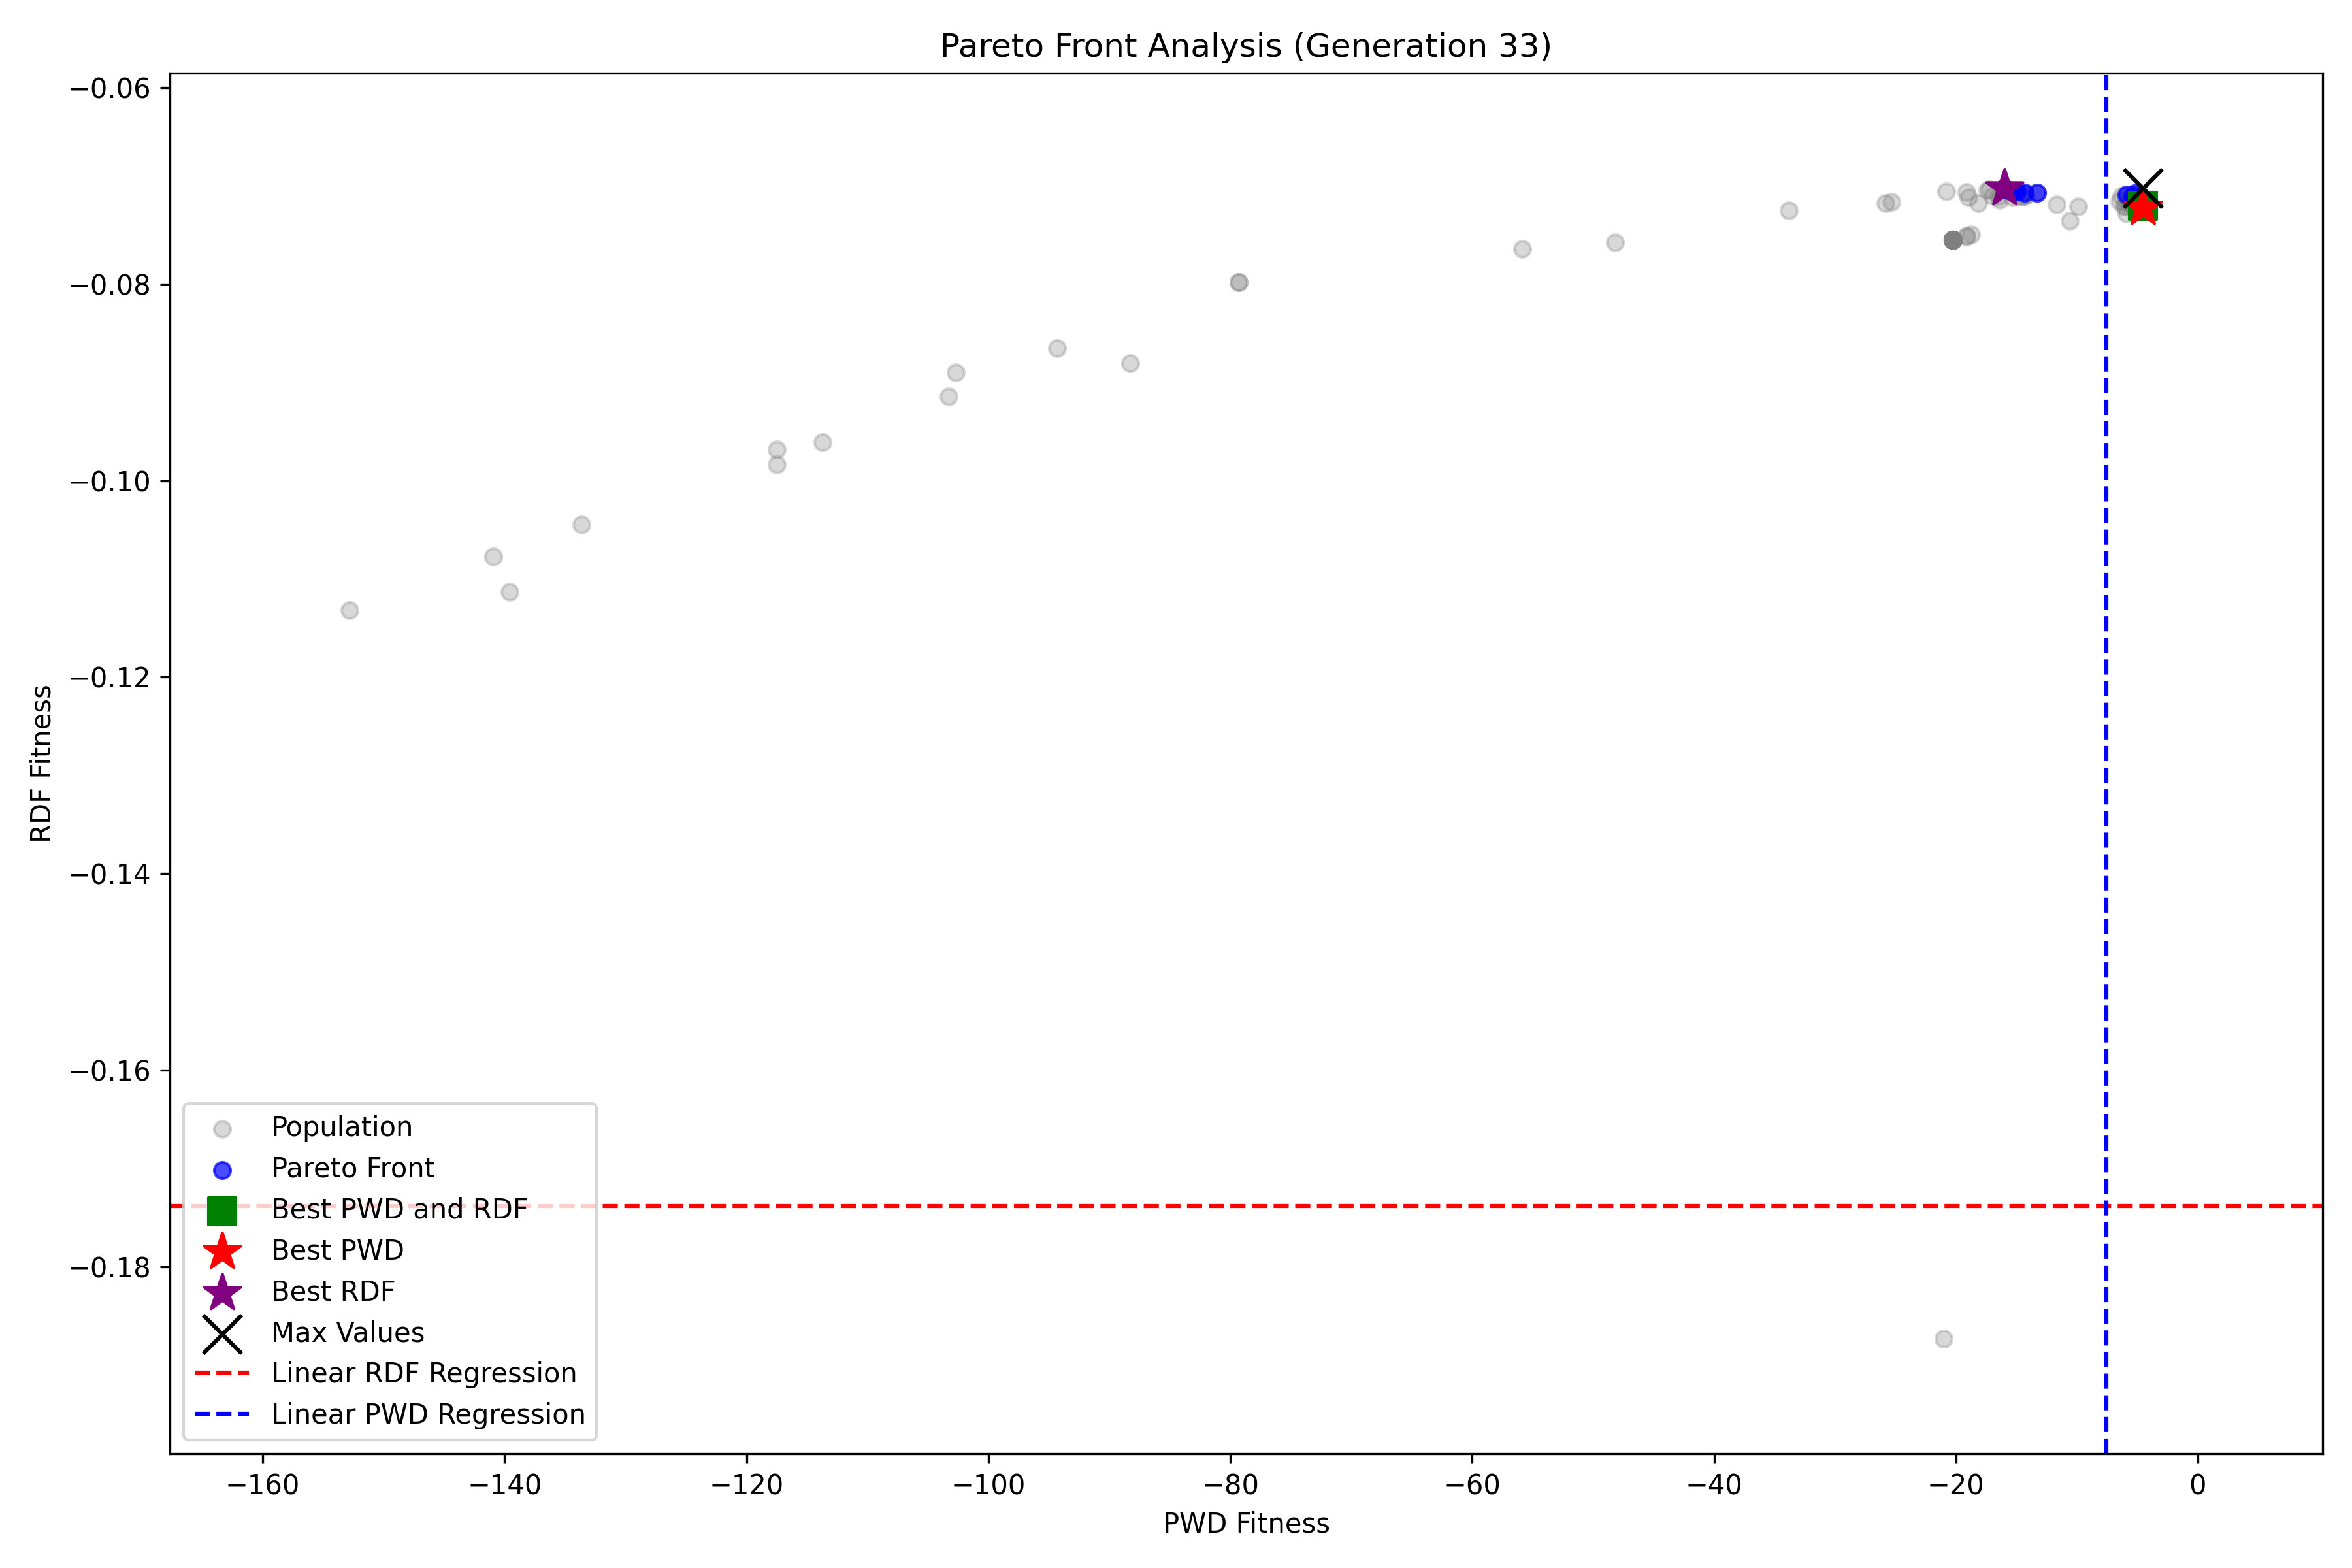 Pareto Front Analysis (Generation 33)
RDF Fitness
−0.06
−0.08
−0.10
−0.12
−0.14
−0.16
−0.18
Population
Pareto Front
Best PWD and RDF
Best PWD
Best RDF
Max Values
Linear RDF Regression
Linear PWD Regression
−160 −140 −120 −100 −80 −60 −40 −20 0
PWD Fitness